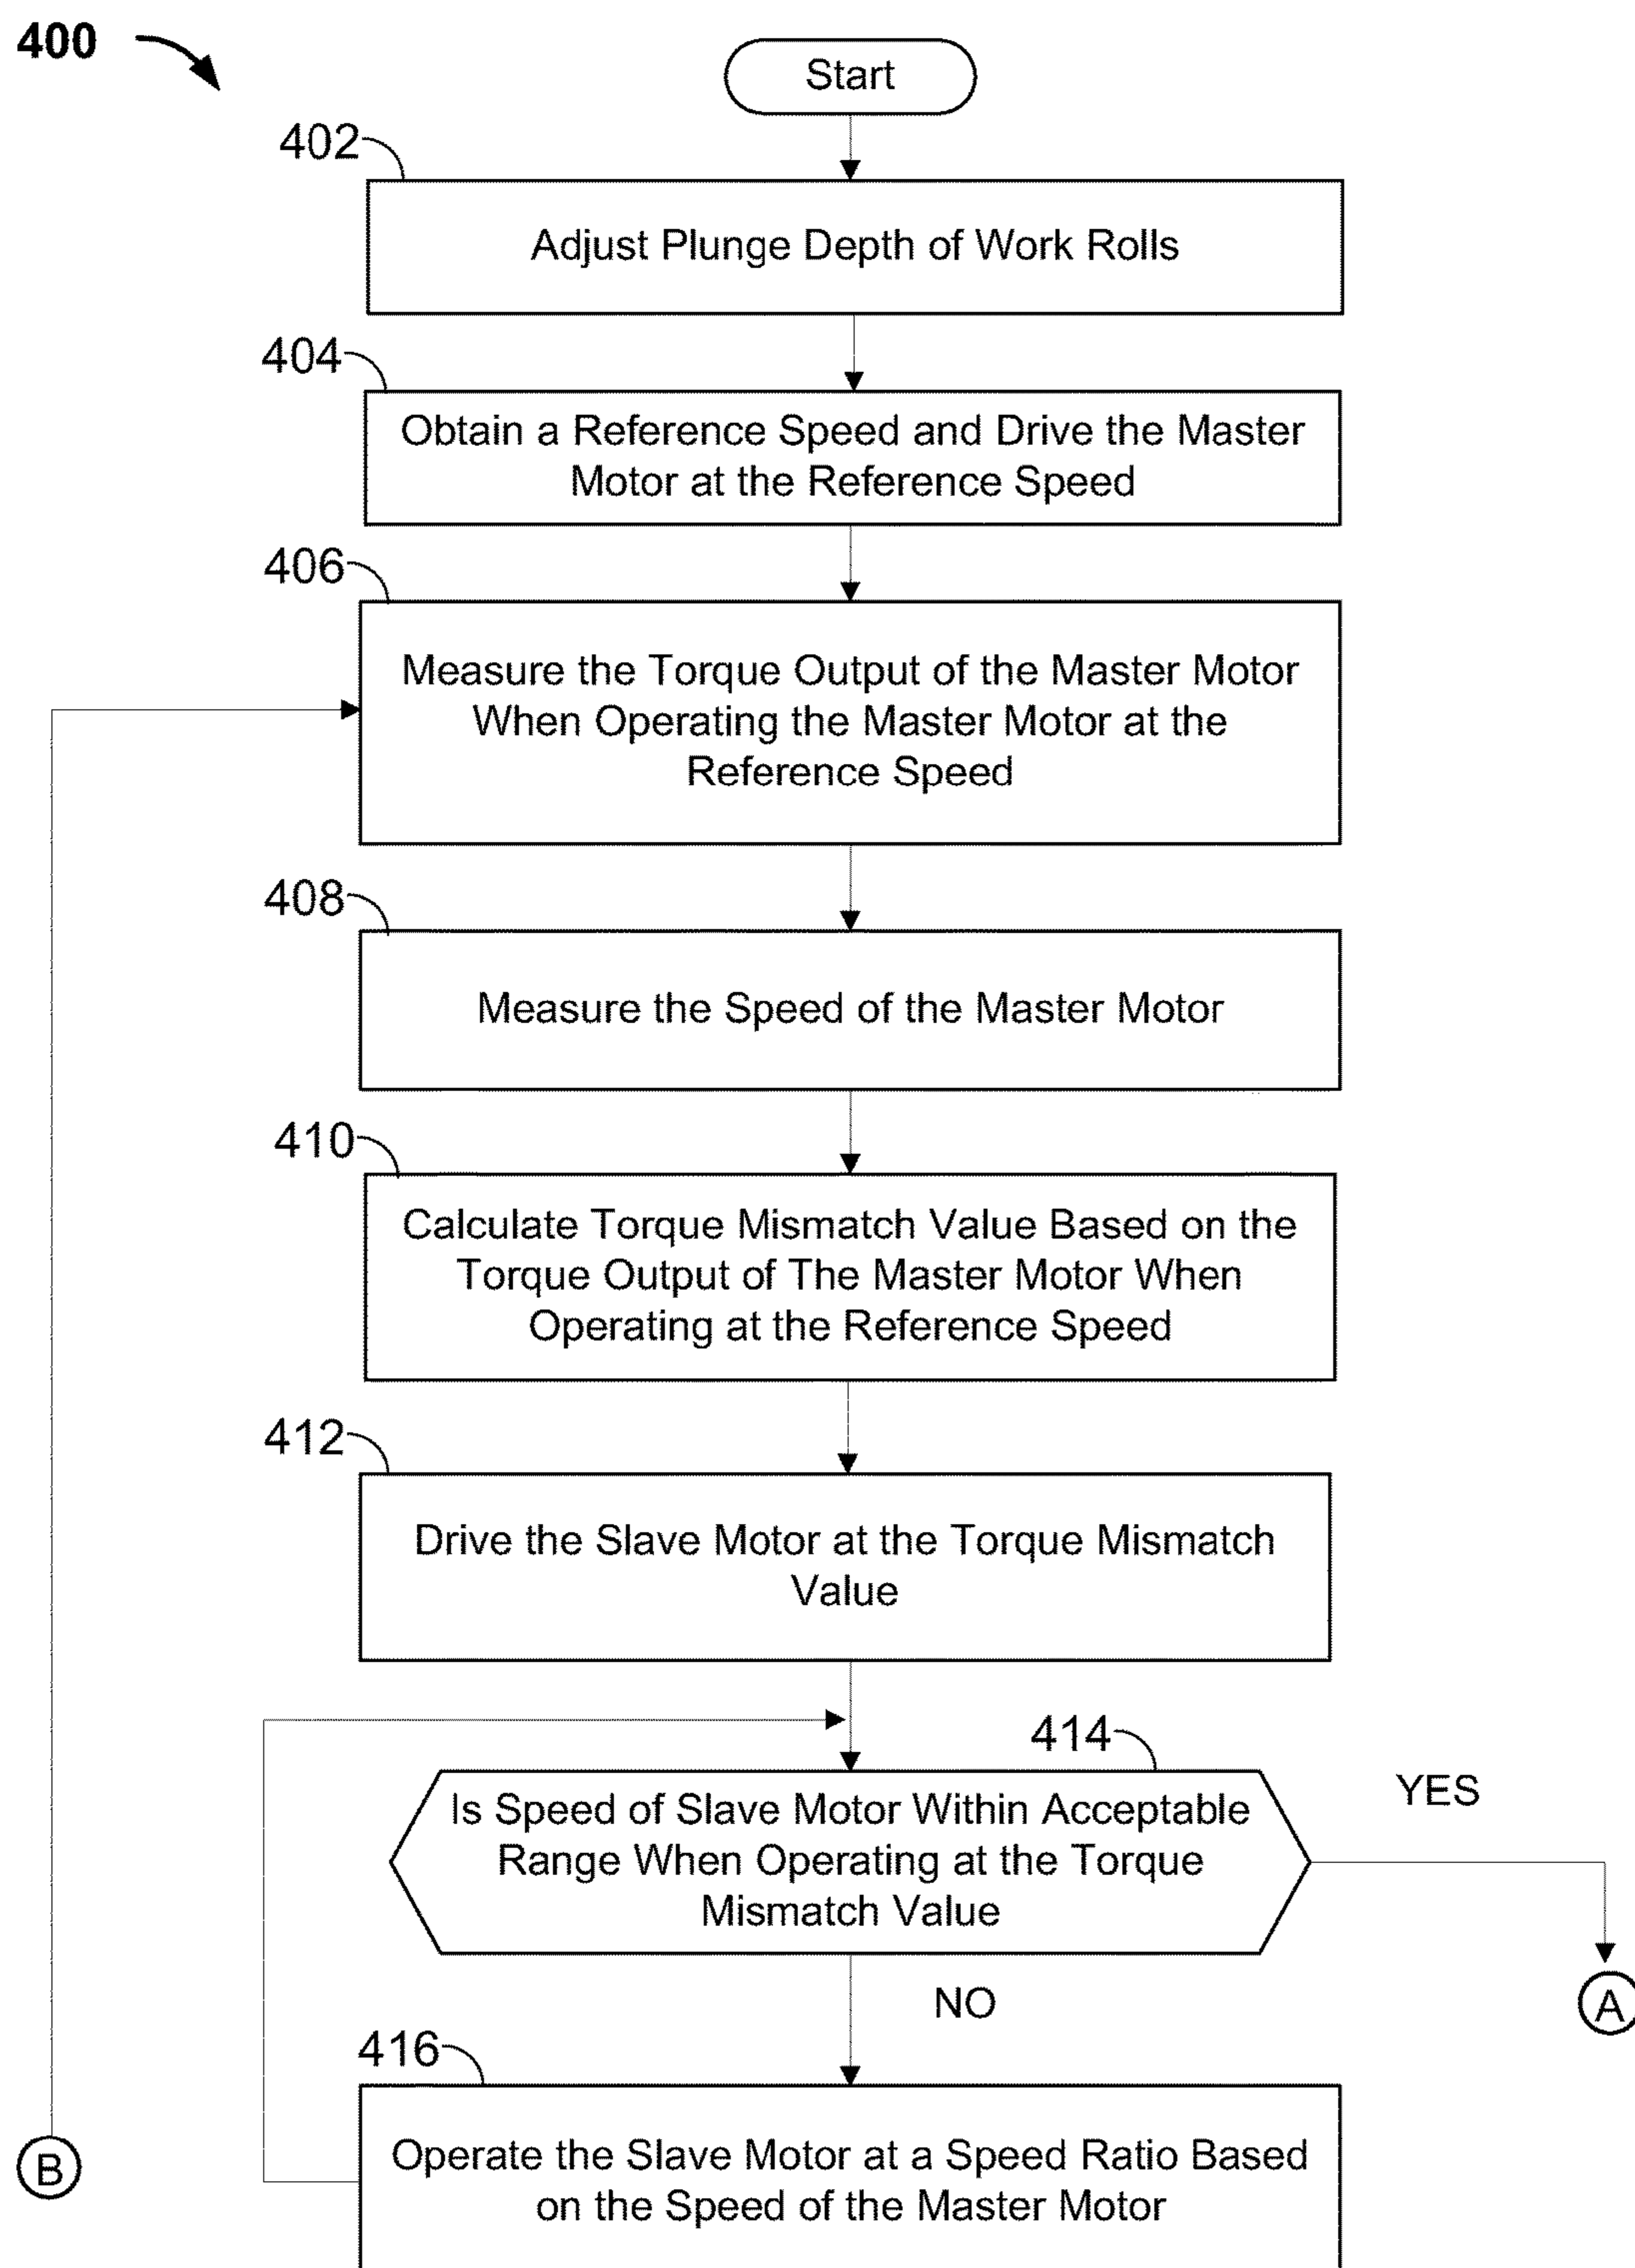 400
Start
402
Adjust Plunge Depth of Work Rolls
404
Obtain a Reference Speed and Drive the Master
Motor at the Reference Speed
406
Measure the Torque Output of the Master Motor
When Operating the Master Motor at the
Reference Speed
408
Measure the Speed of the Master Motor
410
Calculate Torque Mismatch Value Based on the
Torque Output of The Master Motor When
Operating at the Reference Speed
412
Drive the Slave Motor at the Torque Mismatch
Value
414
YES
Is Speed of Slave Motor Within Acceptable
Range When Operating at the Torque
Mismatch Value
A
NO
416
B
Operate the Slave Motor at a Speed Ratio Based
on the Speed of the Master Motor